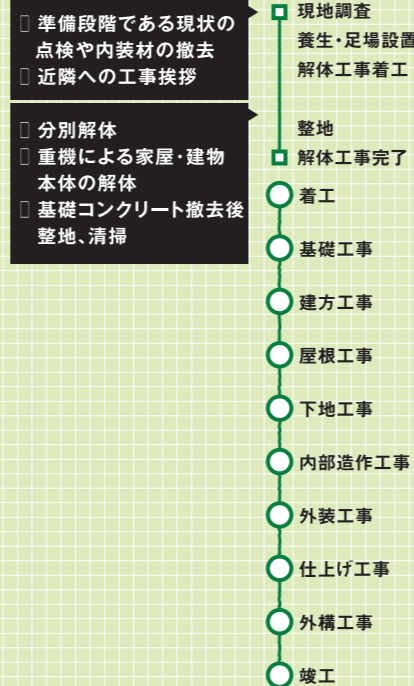 準備段階である現状の
点検や内装材の撤去
近隣への工事挨拶
分別解体
重機による家屋・建物
本体の解体
基礎コンクリート撤去後
整地、清掃
現地調査
養生・足場設置
解体工事着工
整地
解体工事完了
着工
基礎工事
建方工事
屋根工事
下地工事
内部造作工事
外装工事
仕上げ工事
外構工事
竣工